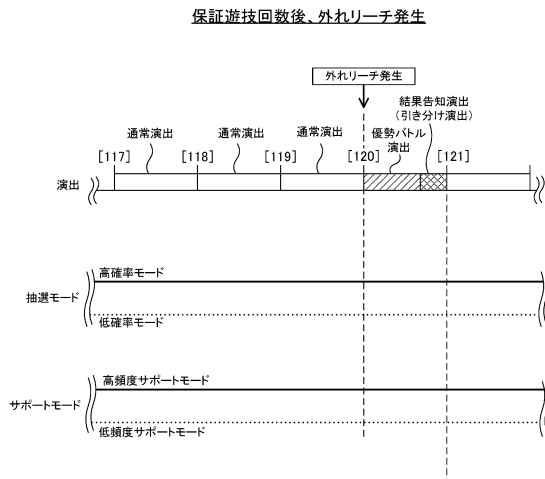 保証遊技回数後、外れリーチ発生
外れリーチ発生
結果告知演出
(引き分け演出)
通常演出 通常演出 通常演出 優勢バトル
演出
[117] [118] [119] [120] [121]
演出
高確率モード
抽選モード
低確率モード
高頻度サポートモード
サポートモード
低頻度サポートモード